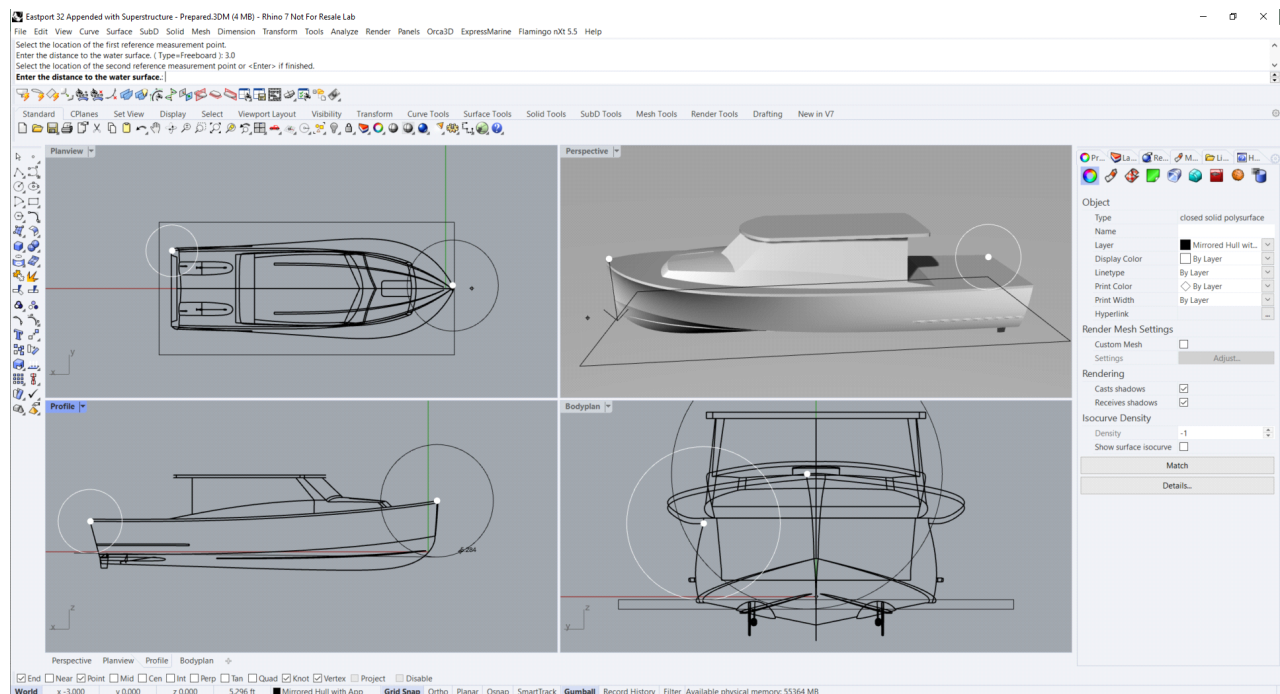 Eastport 32 Appended with Superstructure - Prepared.3DM (4 MB) - Rhino 7 Not For Resale Lab
File Edit View Curve Surface SubD Solid Mesh Dimension Transform Tools Analyze Render Panels Orca3D ExpressMarine Flamingo nXt 5.5 Help
Select the location of the first reference measurement point.
Enter the distance to the water surface. ( Type=Freeboard ): 3.0
Select the location of the second reference measurement point or <Enter> if finished.
Enter the distance to the water surface.:
Standard CPlanes Set View Display Select Viewport Layout Visibility Transform Curve Tools Surface Tools Solid Tools SubD Tools Mesh Tools Render Tools Drafting New in V7
Planview
Perspective
Pr... La... Re... M... Li... H...
Object
Type closed solid polysurface
Name
Layer Mirrored Hull wit...
Display Color By Layer
Linetype By Layer
Print Color By Layer
Print Width By Layer
Hyperlink ...
Render Mesh Settings
Custom Mesh
Settings Adjust...
Rendering
Casts shadows
Receives shadows
Isocurve Density
Density -1
Show surface isocurve
Match
Details...
y
x
Profile
Bodyplan
z
x
z
y
Perspective Planview Profile Bodyplan
End Near Point Mid Cen Int Perp Tan Quad Knot Vertex Project Disable
World x -3.000 y 0.000 z 0.000 5.296 ft Mirrored Hull with App Grid Snap Ortho Planar Osnap SmartTrack Gumball Record History Filter Available physical memory: 55364 MB